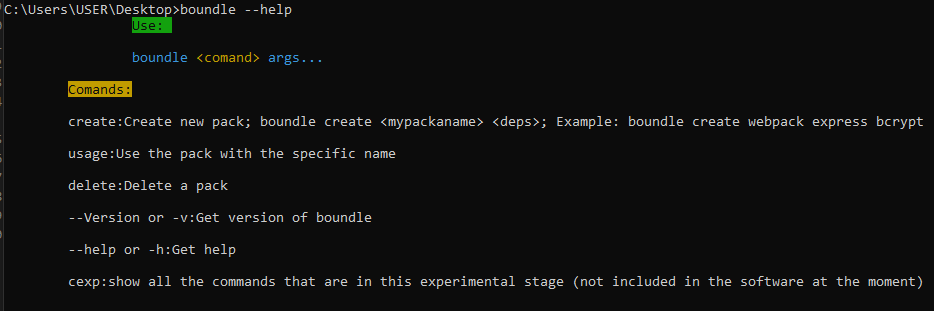 C:\Users\USER\Desktop>boundle --help
Use:
boundle <comand> args...
Comands:
create:Create new pack; boundle create <mypackaname> <deps>; Example: boundle create webpack express bcrypt
usage:Use the pack with the specific name
delete:Delete a pack
--Version or -v:Get version of boundle
--help or -h:Get help
cexp:show all the commands that are in this experimental stage (not included in the software at the moment)